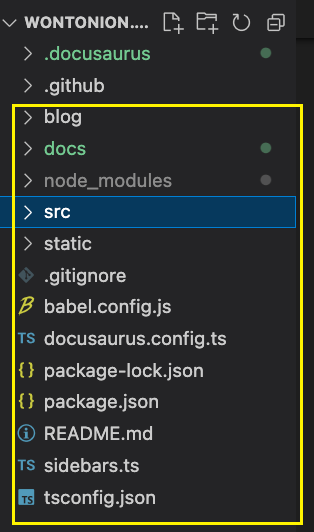 WONTONION....
.docusaurus
.github
blog
docs
node_modules
src
static
.gitignore
babel.config.js
TS docusaurus.config.ts
{} package-lock.json
{} package.json
README.md
TS sidebars.ts
TS tsconfig.json